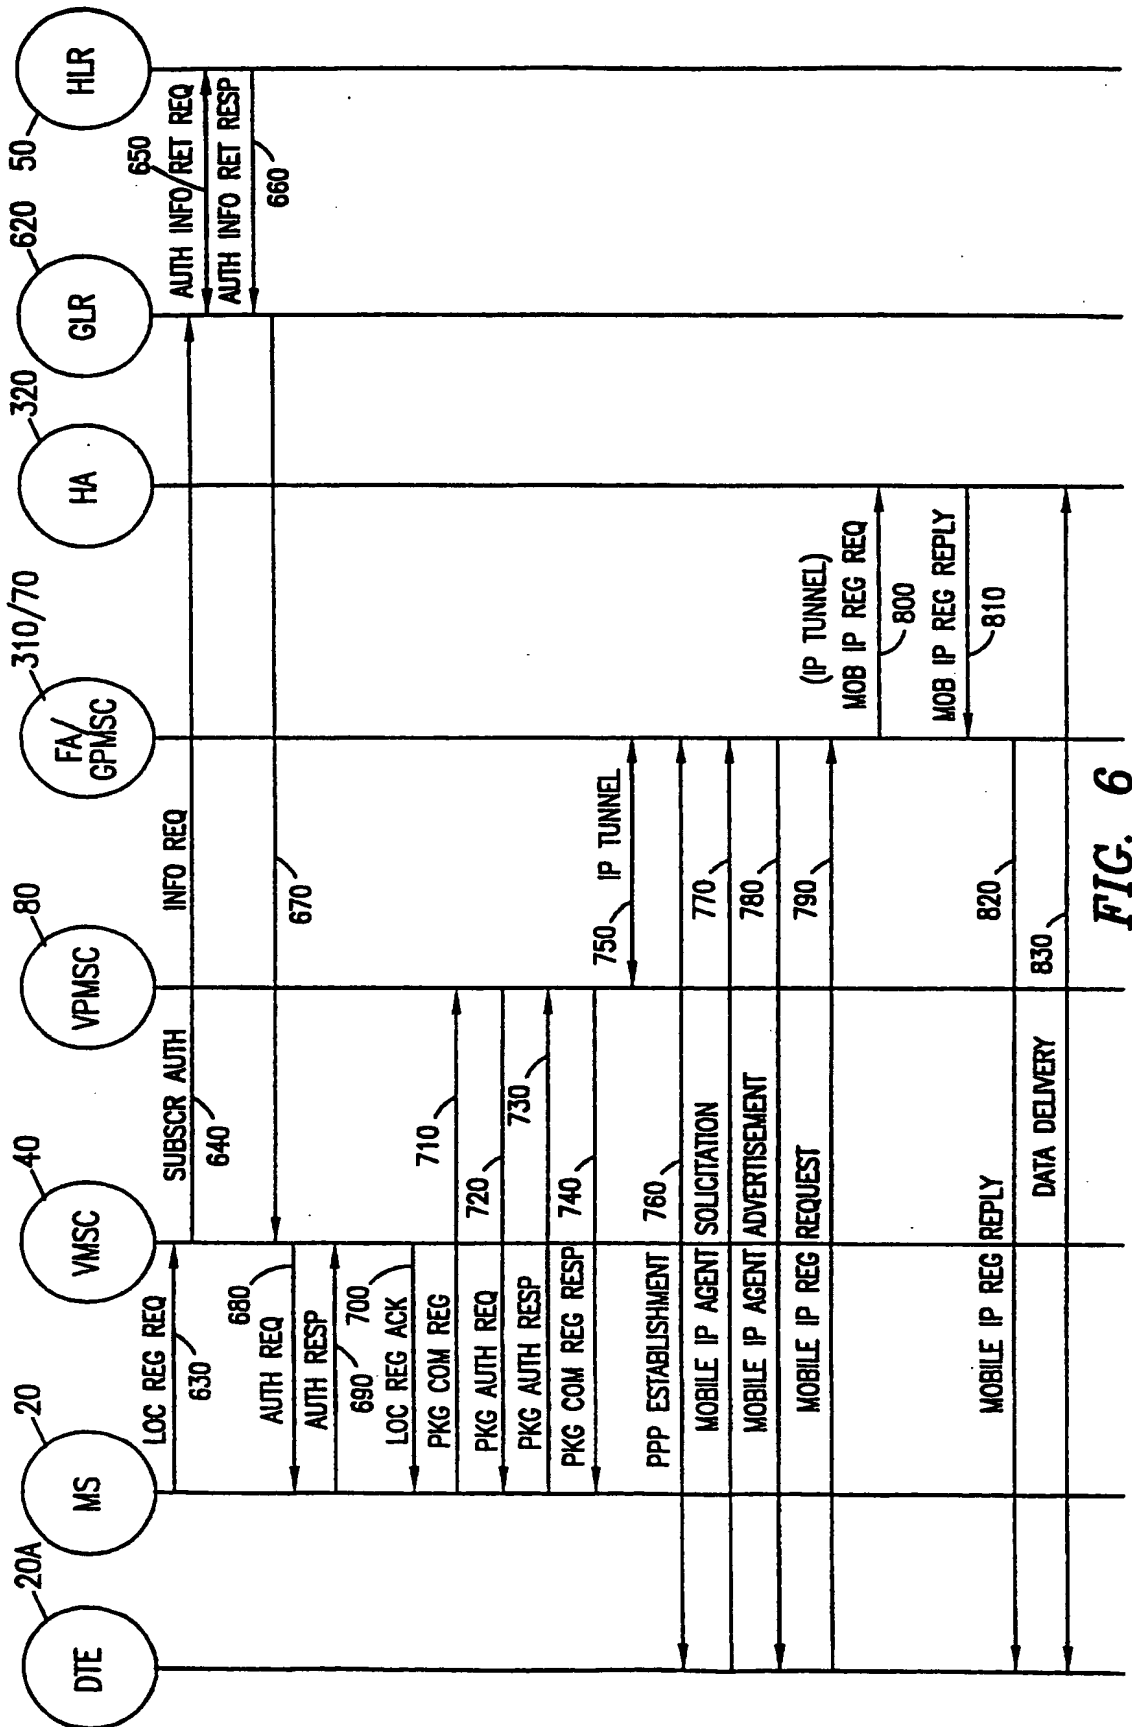 20A
20
40
80
310/70
320
620
50
DTE
MS
VMSC
VPMSC
FA/
GPMSC
HA
GLR
HLR
LOC REG REQ
630
SUBSCR AUTH
INFO REQ
640
AUTH INFO RET REQ
650
AUTH INFO RET RESP
660
670
680
AUTH REQ
AUTH RESP
690
700
LOC REG ACK
PKG COM REG
710
PKG AUTH REQ
720
PKG AUTH RESP
730
PKG COM REG RESP
740
750
IP TUNNEL
PPP ESTABLISHMENT
760
MOBILE IP AGENT SOLICITATION
770
MOBILE IP AGENT ADVERTISEMENT
780
MOBILE IP REG REQUEST
790
(IP TUNNEL)
MOB IP REG REQ
800
MOB IP REG REPLY
810
MOBILE IP REG REPLY
820
DATA DELIVERY
830
FIG. 6